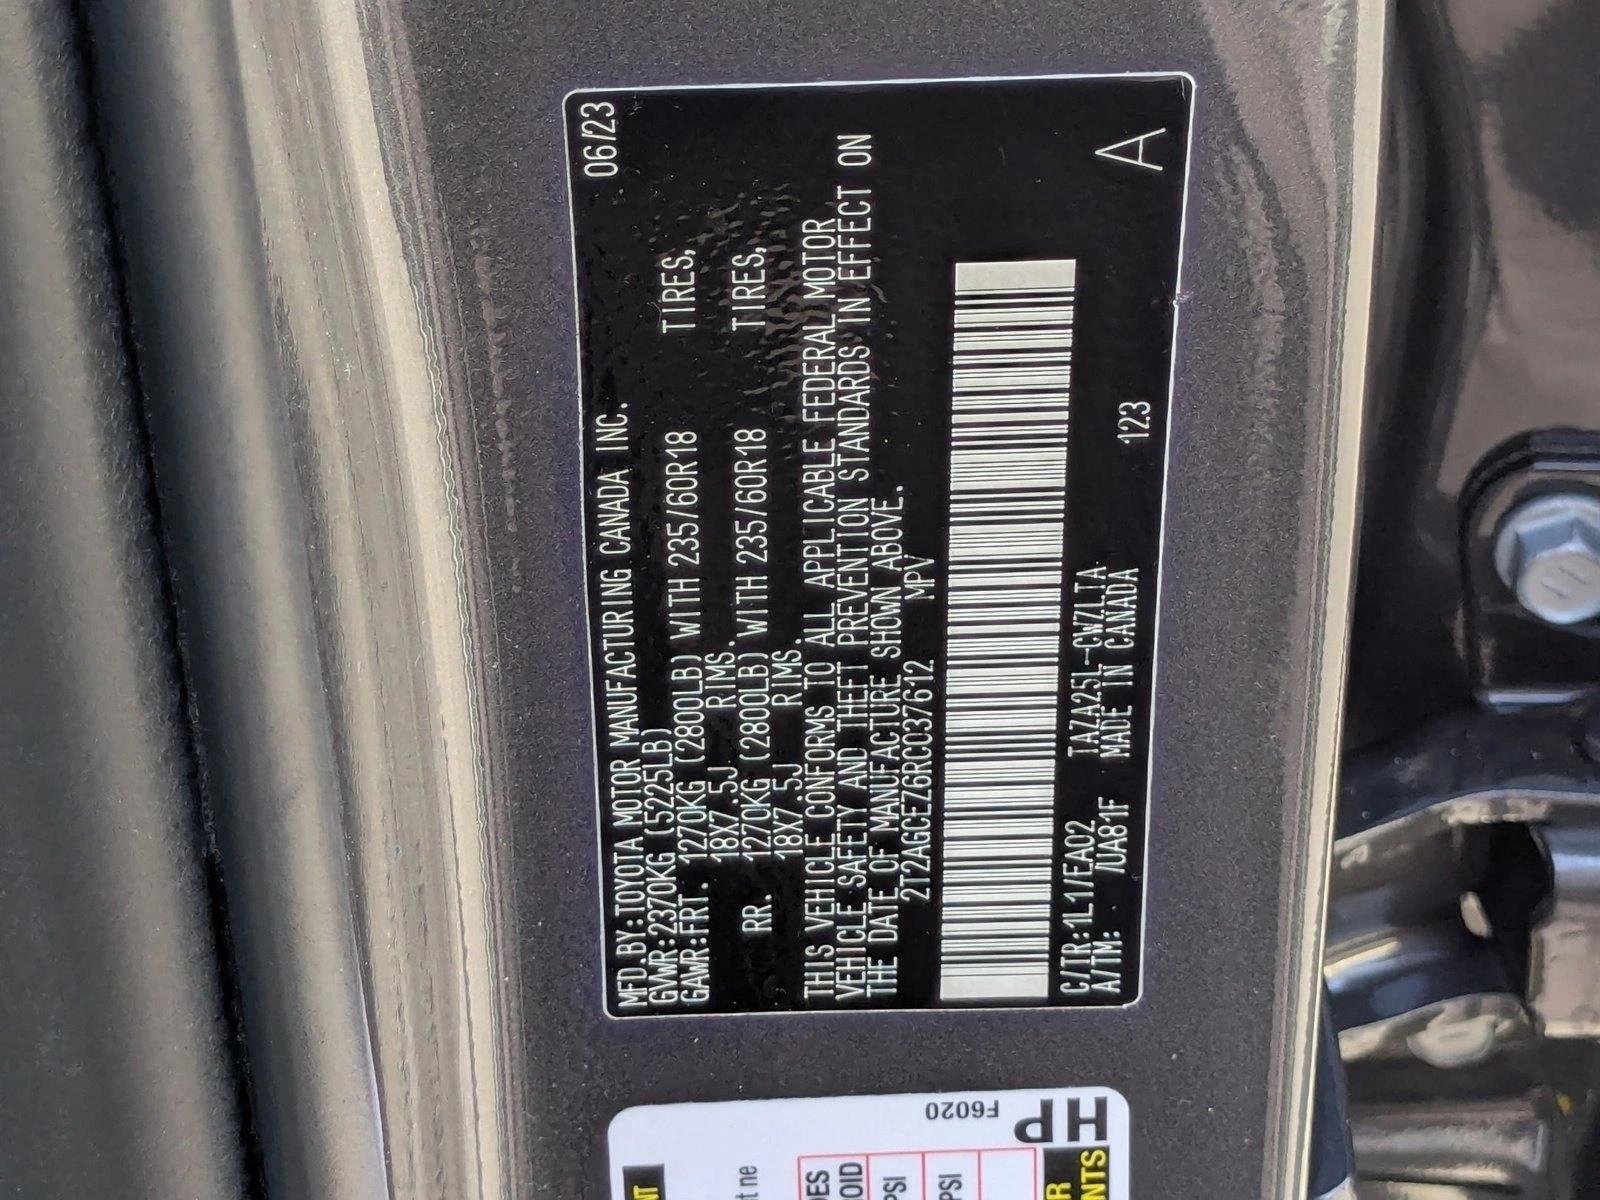 06/23
MFD.BY:TOYOTA MOTOR MANUFACTURING CANADA INC.
GVWR:2370KG(5225LB)
GAWR:FRT. 1270KG(2800LB) WITH 235/60R18 TIRES,
18X7.5J RIMS.
RR. 1270KG(2800LB) WITH 235/60R18 TIRES,
18X7.5J RIMS.
THIS VEHICLE CONFORMS TO ALL APPLICABLE FEDERAL MOTOR
VEHICLE SAFETY AND THEFT PREVENTION STANDARDS IN EFFECT ON
THE DATE OF MANUFACTURE SHOWN ABOVE.
2T2AGCEZ6RC037612 MPV
C/TR:1L1/EA02 TAZA25L-CWZLTA
A/TM: /UA81F MADE IN CANADA 123
A
F6020
HP
PSI
PSI